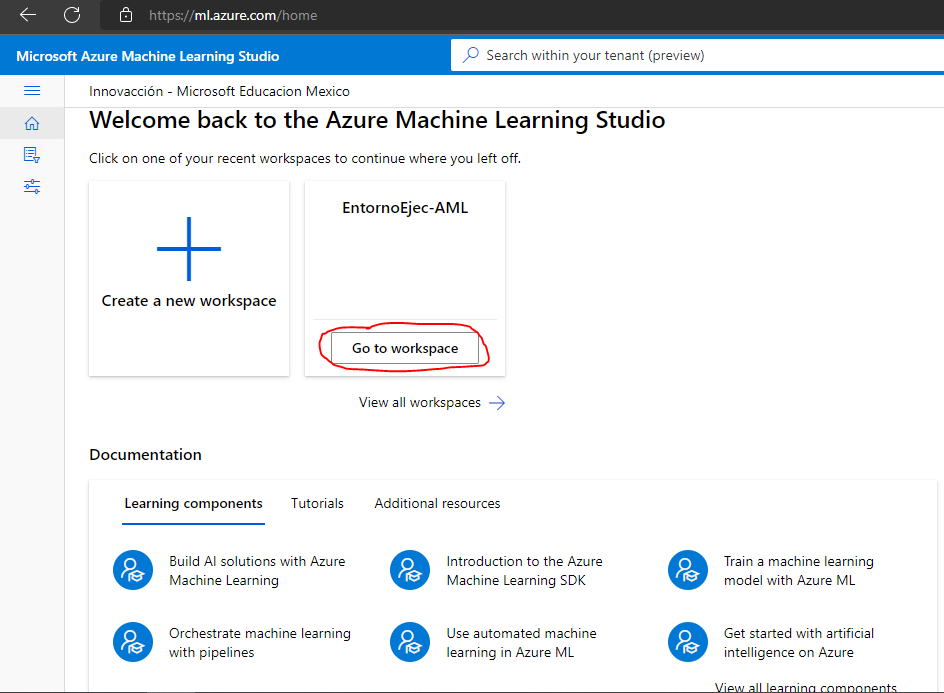 https://ml.azure.com/home
Microsoft Azure Machine Learning Studio
Search within your tenant (preview)
Innovacción - Microsoft Educacion Mexico
Welcome back to the Azure Machine Learning Studio
Click on one of your recent workspaces to continue where you left off.
Create a new workspace
EntornoEjec-AML
Go to workspace
View all workspaces
Documentation
Learning components
Tutorials
Additional resources
Build AI solutions with Azure
Machine Learning
Introduction to the Azure
Machine Learning SDK
Train a machine learning
model with Azure ML
Orchestrate machine learning
with pipelines
Use automated machine
learning in Azure ML
Get started with artificial
intelligence on Azure
View all learning components